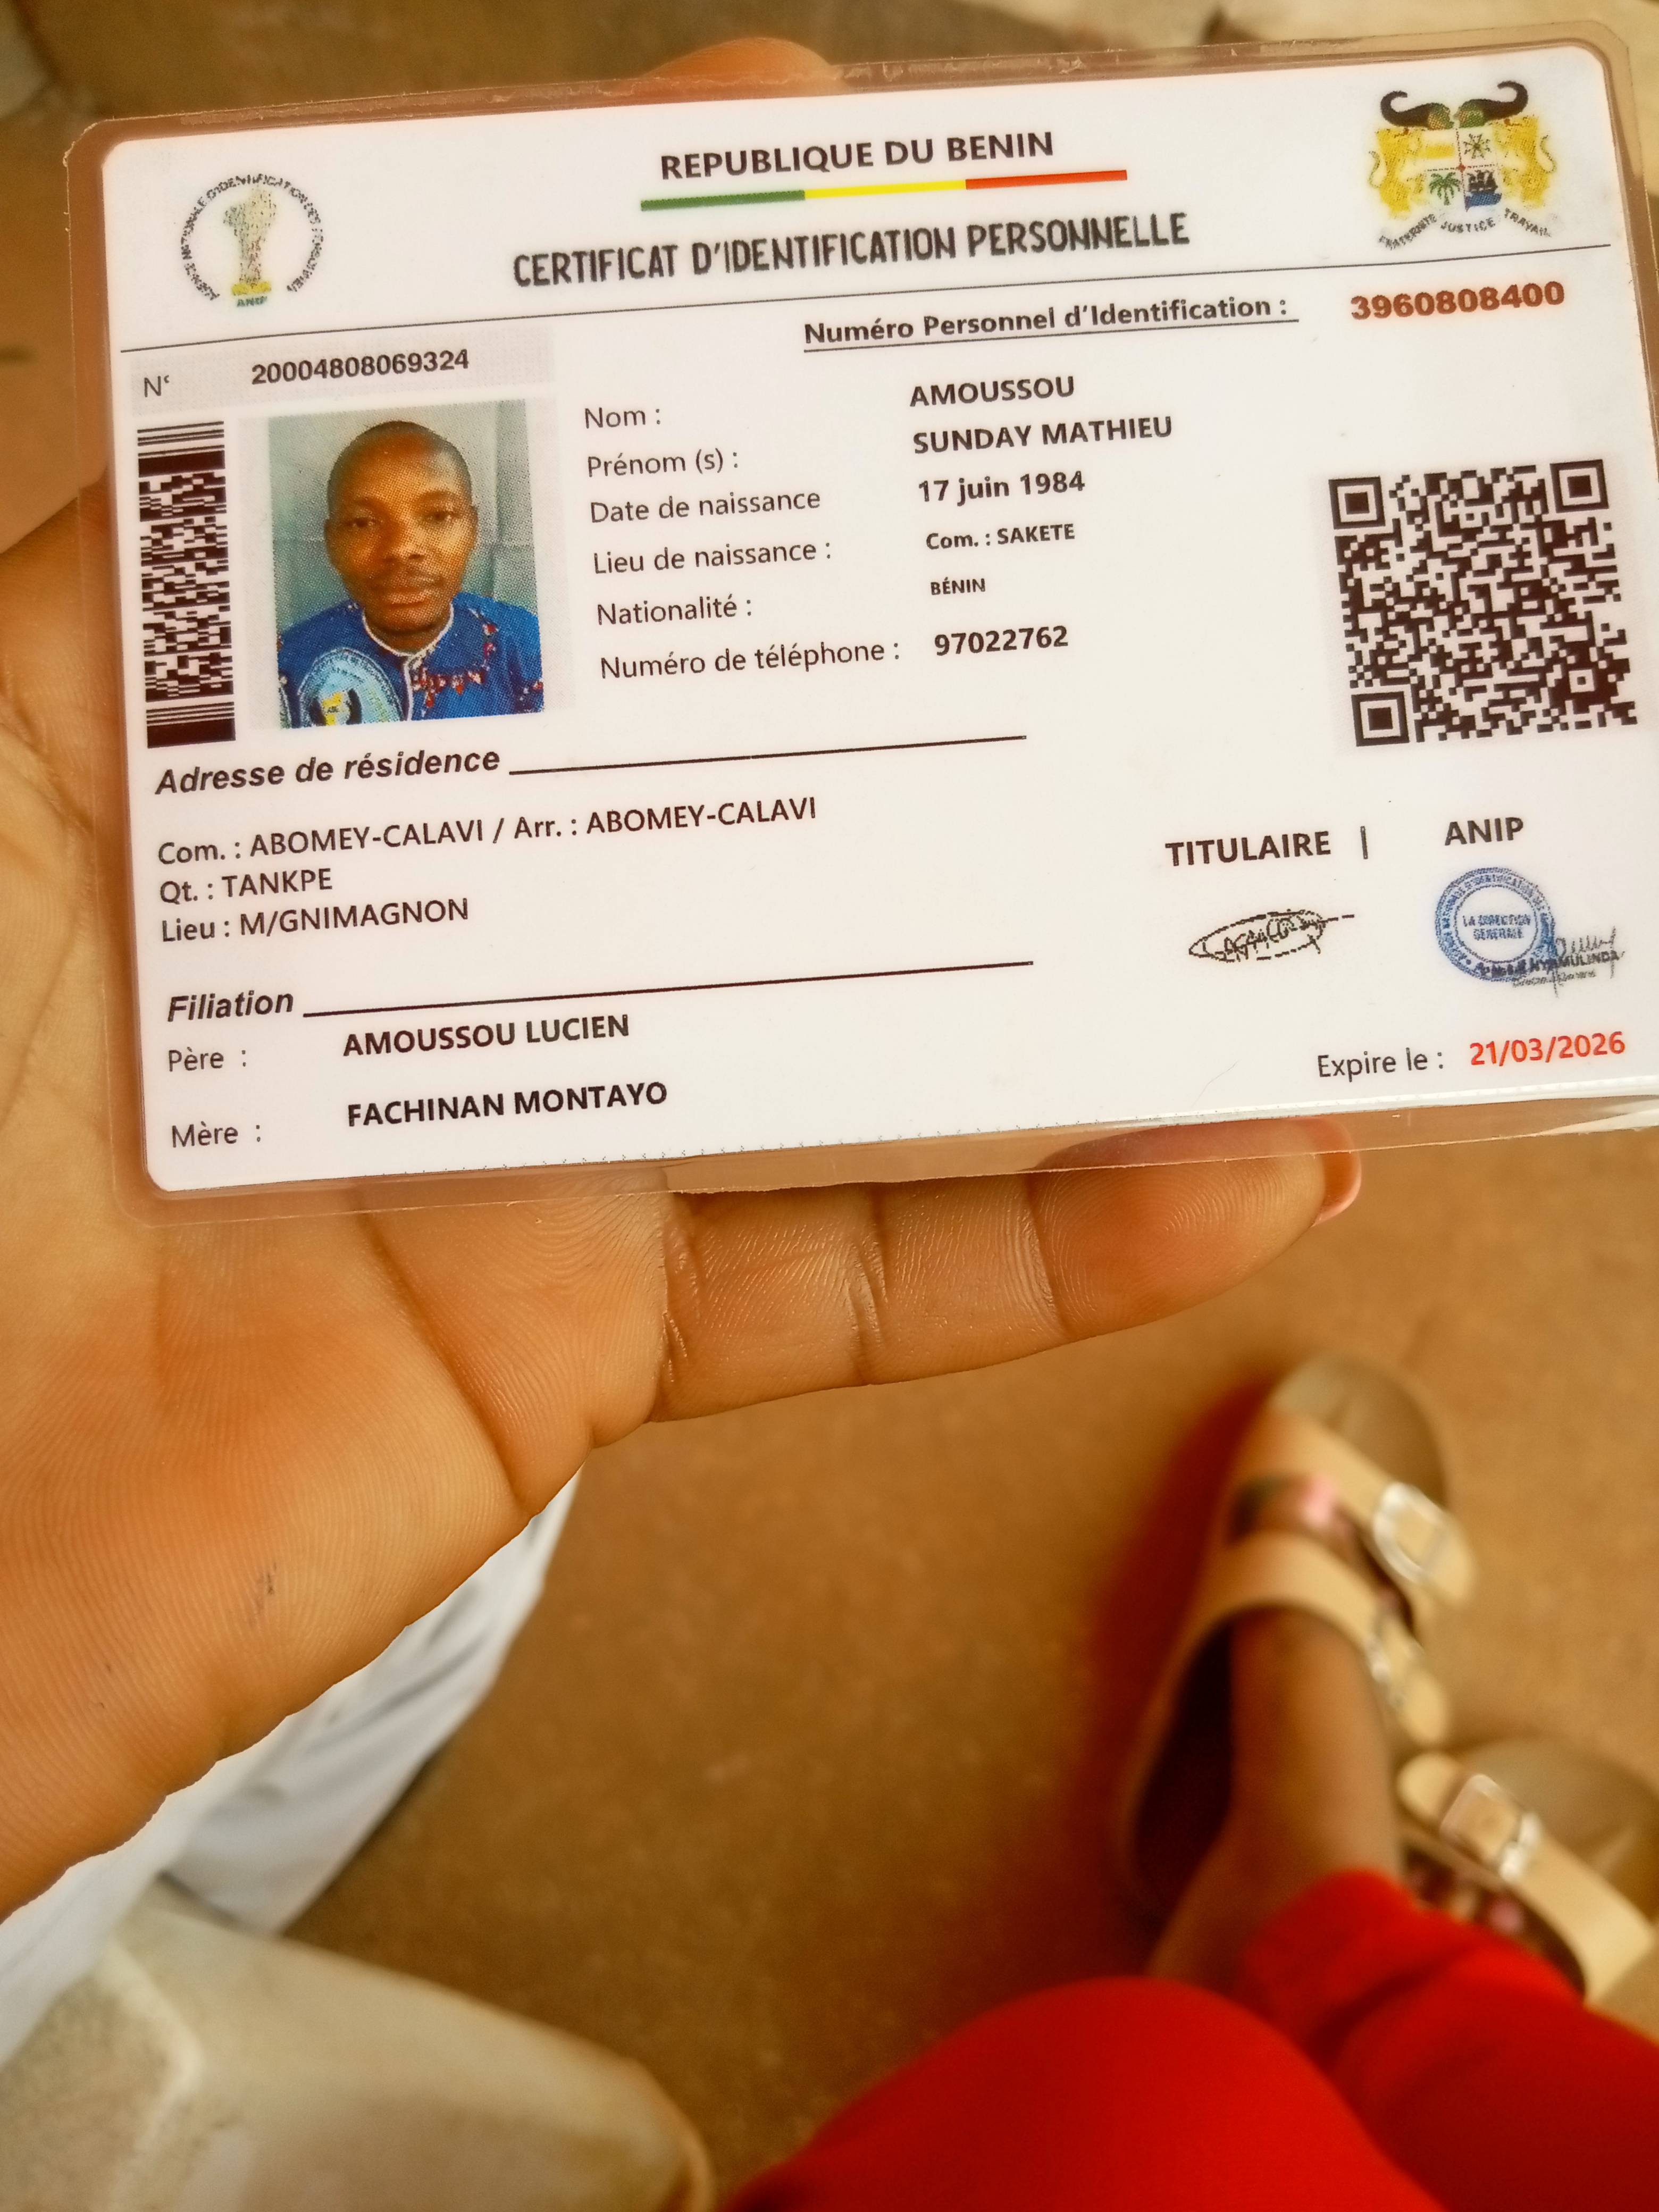 REPUBLIQUE DU BENIN
CERTIFICAT D'IDENTIFICATION PERSONNELLE
AGENCE NATIONALE D'IDENTIFICATION DES PERSONNES
ANIP
FRATERNITE JUSTICE TRAVAIL
Numéro Personnel d'Identification : 3960808400
N° 20004808069324
Nom : AMOUSSOU
Prénom (s) : SUNDAY MATHIEU
Date de naissance 17 juin 1984
Lieu de naissance : Com. : SAKETE
Nationalité : BÉNIN
Numéro de téléphone : 97022762
Adresse de résidence
Com. : ABOMEY-CALAVI / Arr. : ABOMEY-CALAVI
Qt. : TANKPE
Lieu : M/GNIMAGNON
TITULAIRE | ANIP
LA DIRECTION
GENERALE
Filiation
Père : AMOUSSOU LUCIEN
Mère : FACHINAN MONTAYO
Expire le : 21/03/2026